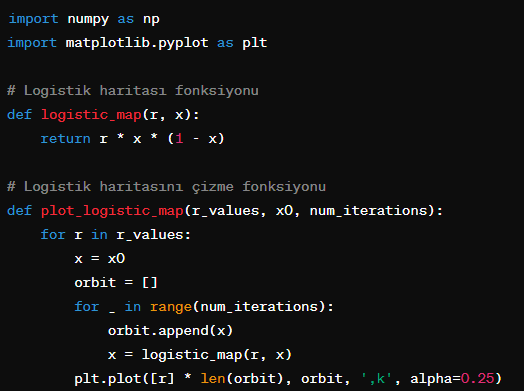 import numpy as np
import matplotlib.pyplot as plt
# Logistik haritası fonksiyonu
def logistic_map(r, x):
    return r * x * (1 - x)
# Logistik haritasını çizme fonksiyonu
def plot_logistic_map(r_values, x0, num_iterations):
    for r in r_values:
        x = x0
        orbit = []
        for _ in range(num_iterations):
            orbit.append(x)
            x = logistic_map(r, x)
        plt.plot([r] * len(orbit), orbit, ',k', alpha=0.25)